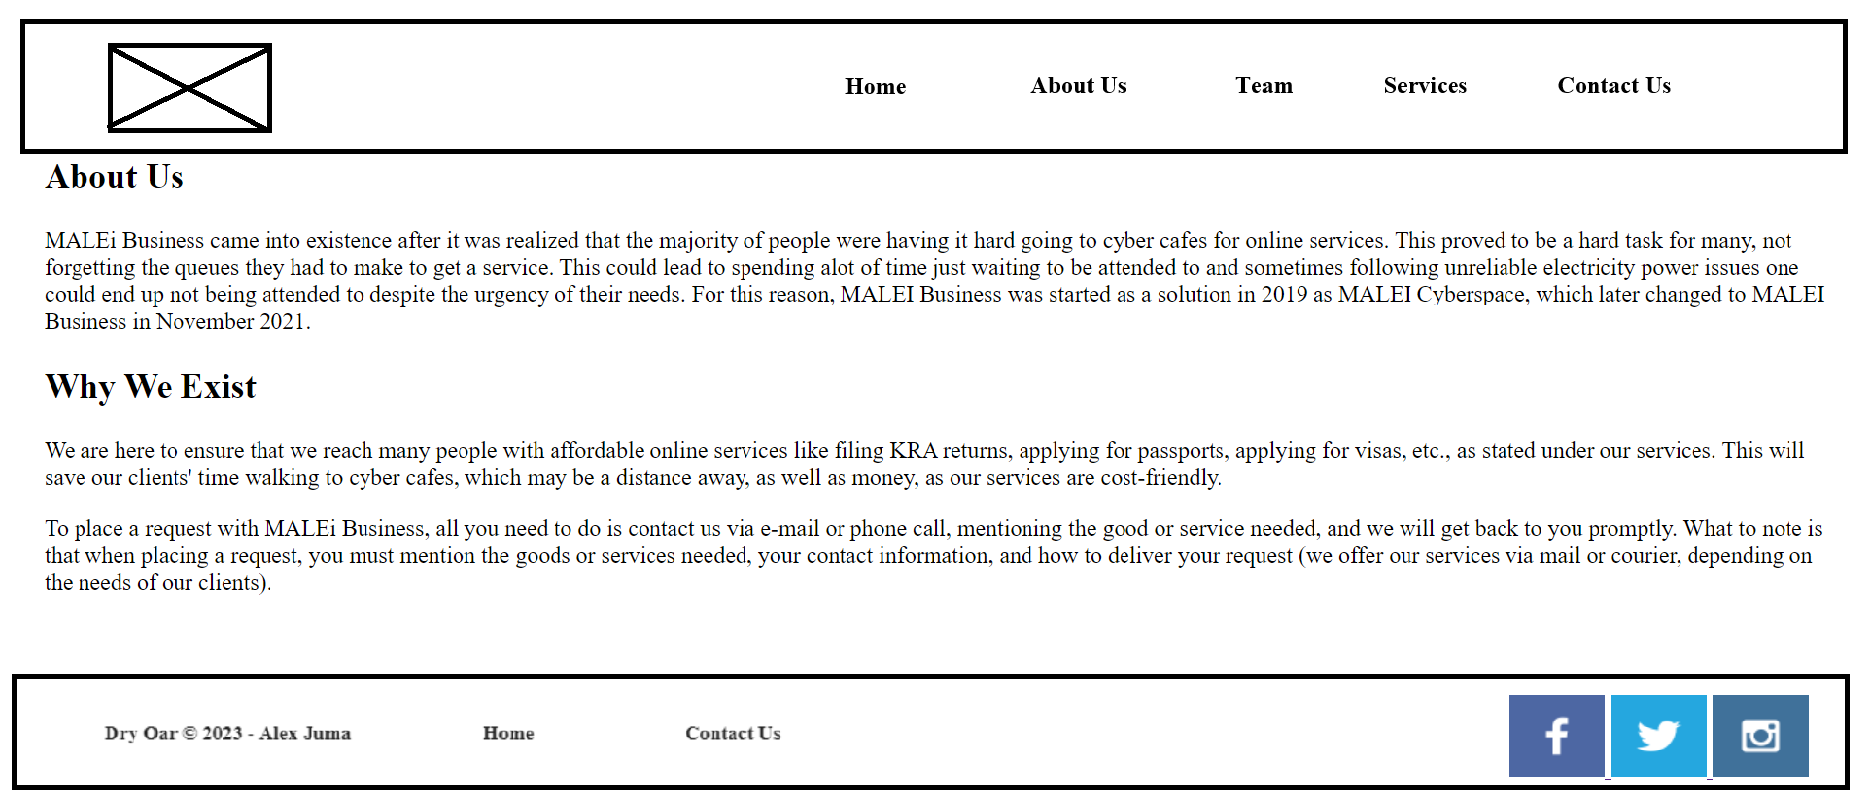 Home About Us Team Services Contact Us
About Us
MALEi Business came into existence after it was realized that the majority of people were having it hard going to cyber cafes for online services. This proved to be a hard task for many, not
forgetting the queues they had to make to get a service. This could lead to spending alot of time just waiting to be attended to and sometimes following unreliable electricity power issues one
could end up not being attended to despite the urgency of their needs. For this reason, MALEI Business was started as a solution in 2019 as MALEI Cyberspace, which later changed to MALEI
Business in November 2021.
Why We Exist
We are here to ensure that we reach many people with affordable online services like filing KRA returns, applying for passports, applying for visas, etc., as stated under our services. This will
save our clients' time walking to cyber cafes, which may be a distance away, as well as money, as our services are cost-friendly.
To place a request with MALEi Business, all you need to do is contact us via e-mail or phone call, mentioning the good or service needed, and we will get back to you promptly. What to note is
that when placing a request, you must mention the goods or services needed, your contact information, and how to deliver your request (we offer our services via mail or courier, depending on
the needs of our clients).
Dry Oar © 2023 - Alex Juma Home Contact Us